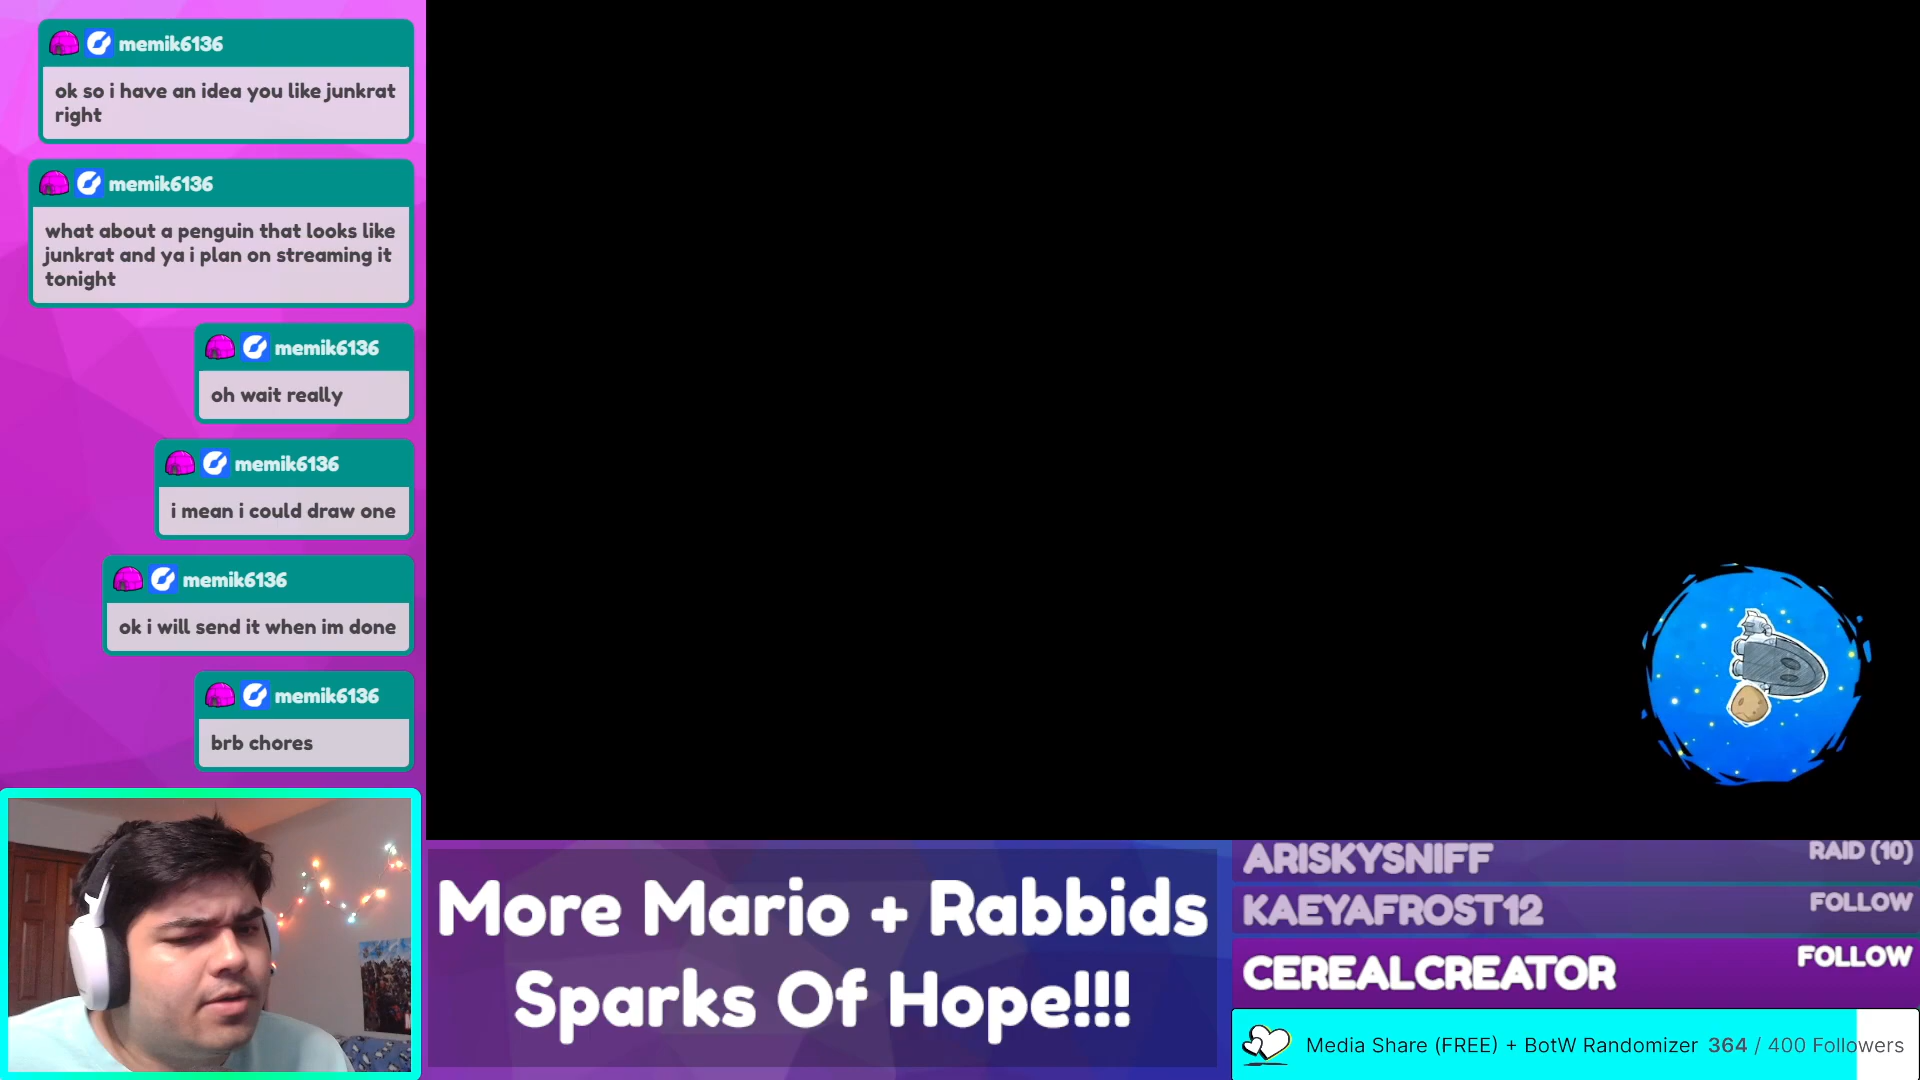 memik6136
ok so i have an idea you like junkrat
right
memik6136
what about a penguin that looks like
junkrat and ya i plan on streaming it
tonight
memik6136
oh wait really
memik6136
i mean i could draw one
memik6136
ok i will send it when im done
memik6136
brb chores
More Mario + Rabbids
Sparks Of Hope!!!
ARISKYSNIFF RAID (10)
KAEYAFROST12 FOLLOW
CEREALCREATOR FOLLOW
Media Share (FREE) + BotW Randomizer 364 / 400 Followers